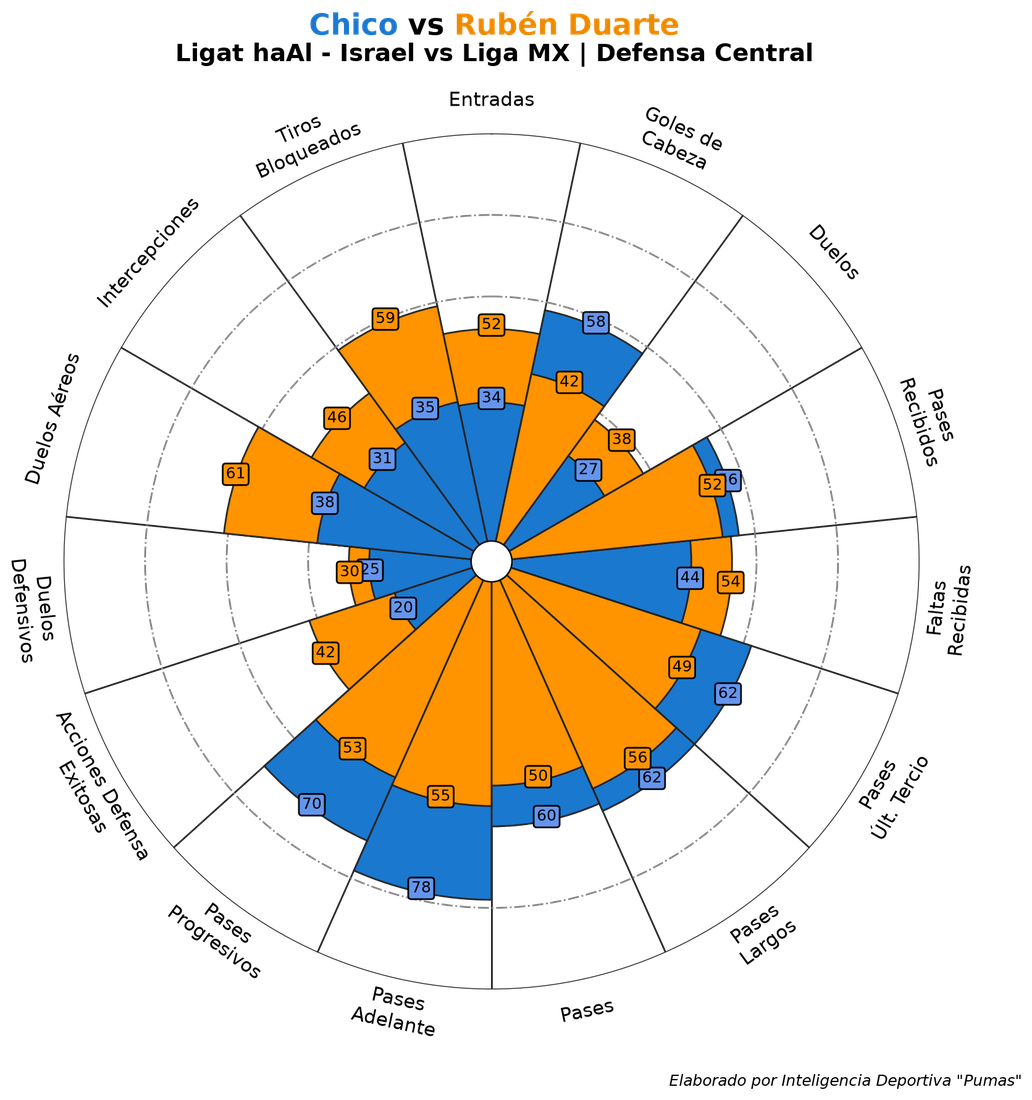 Chico vs Rubén Duarte
Ligat haAl - Israel vs Liga MX | Defensa Central
Entradas
Goles de
Cabeza
Duelos
Pases
Recibidos
Faltas
Recibidas
Pases
Últ. Tercio
Pases
Largos
Pases
Pases
Adelante
Pases
Progresivos
Acciones Defensa
Exitosas
Duelos
Defensivos
Duelos Aéreos
Intercepciones
Tiros
Bloqueados
52
34
58
42
38
27
52
44
54
49
62
56
62
50
60
55
78
53
70
42
20
30
25
61
38
46
31
59
35
Elaborado por Inteligencia Deportiva "Pumas"